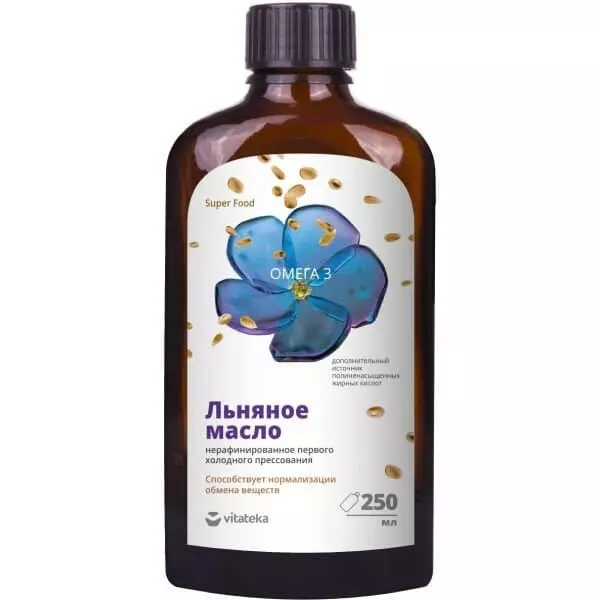 Super Food
ОМЕГА 3
дополнительный
источник
полиненасыщенных
жирных кислот
Льняное
масло
нерафинированное первого
холодного прессования
Способствует нормализации
обмена веществ
vitateka
250
мл